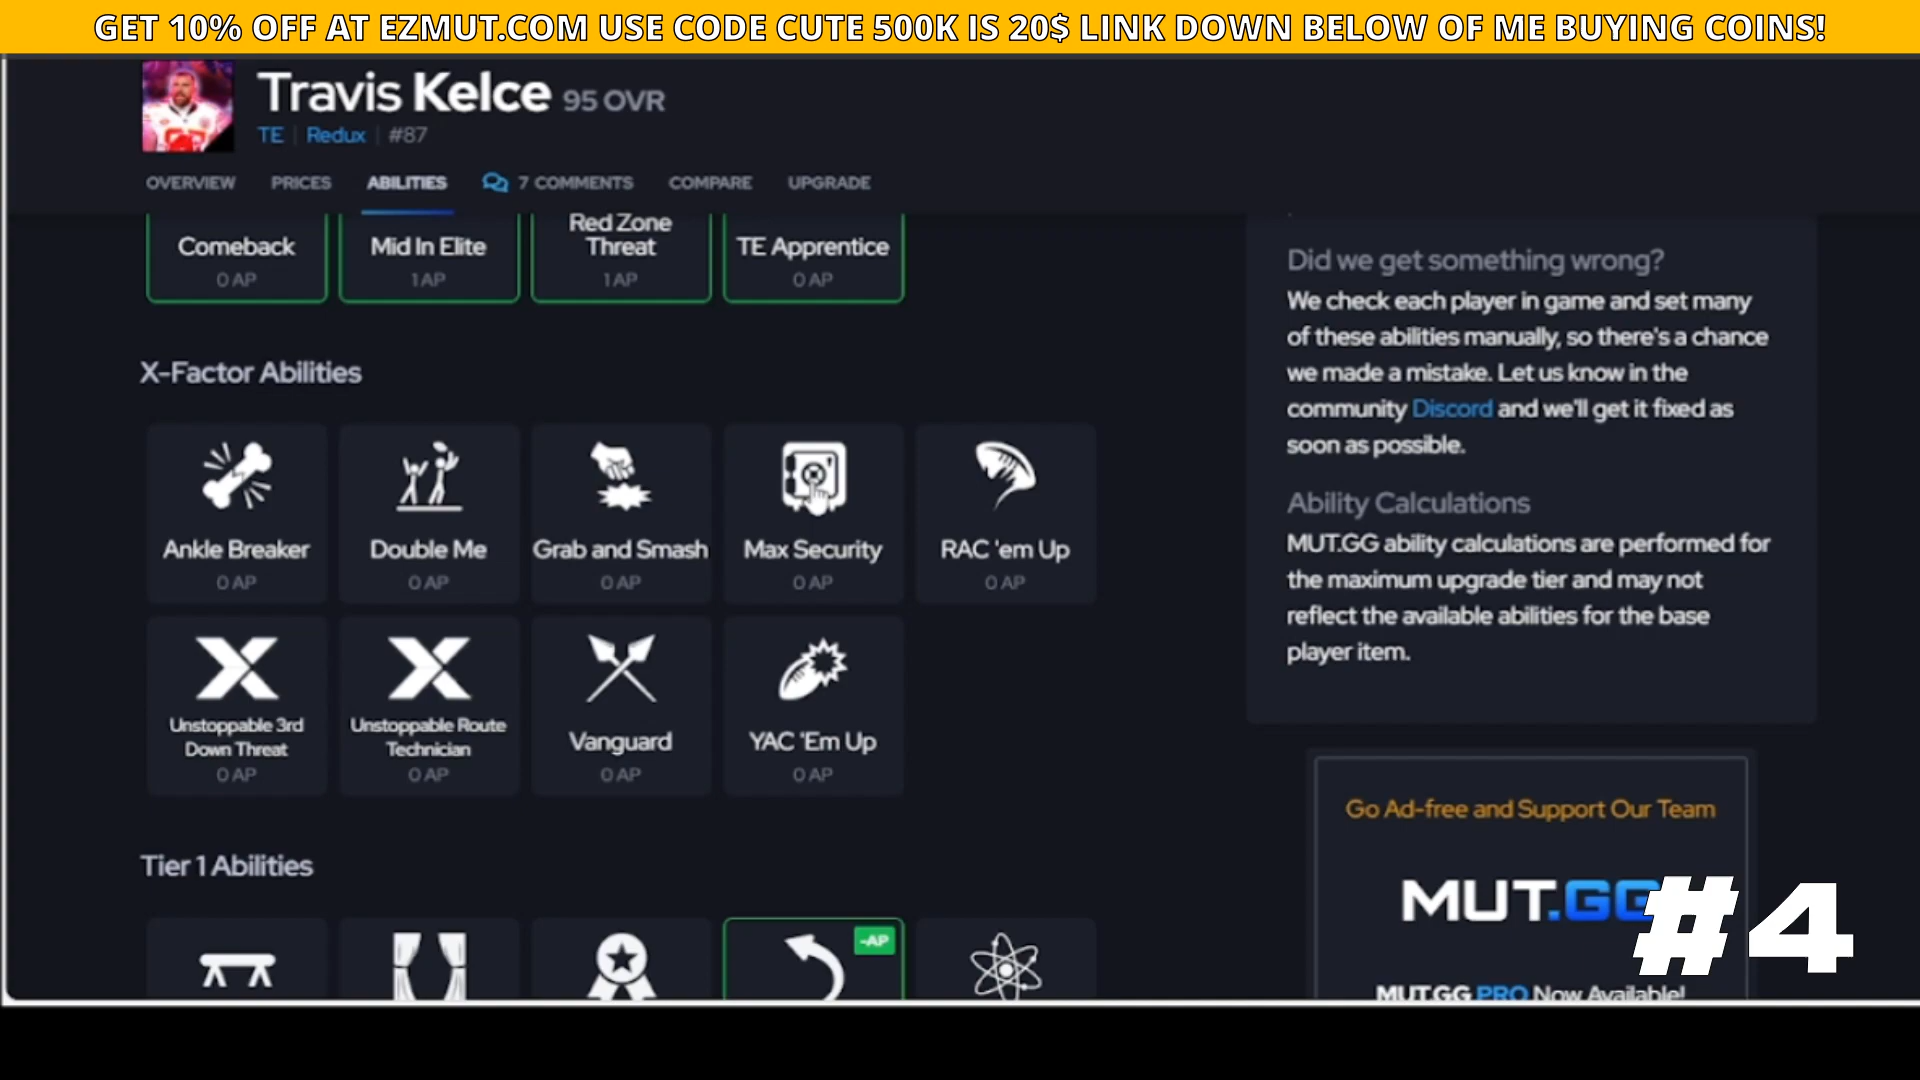 GET 10% OFF AT EZMUT.COM USE CODE CUTE 500K IS 20$ LINK DOWN BELOW OF ME BUYING COINS!
Travis Kelce 95 OVR
TE | Redux | #87
OVERVIEW PRICES ABILITIES 7 COMMENTS COMPARE UPGRADE
Comeback
0 AP
Mid In Elite
1 AP
Red Zone
Threat
1 AP
TE Apprentice
0 AP
X-Factor Abilities
Ankle Breaker
0 AP
Double Me
0 AP
Grab and Smash
0 AP
Max Security
0 AP
RAC 'em Up
0 AP
Unstoppable 3rd
Down Threat
0 AP
Unstoppable Route
Technician
0 AP
Vanguard
0 AP
YAC 'Em Up
0 AP
Tier 1 Abilities
-AP
Did we get something wrong?
We check each player in game and set many
of these abilities manually, so there's a chance
we made a mistake. Let us know in the
community Discord and we'll get it fixed as
soon as possible.
Ability Calculations
MUT.GG ability calculations are performed for
the maximum upgrade tier and may not
reflect the available abilities for the base
player item.
Go Ad-free and Support Our Team
MUT.GG
#4
MUT.GG PRO Now Available!